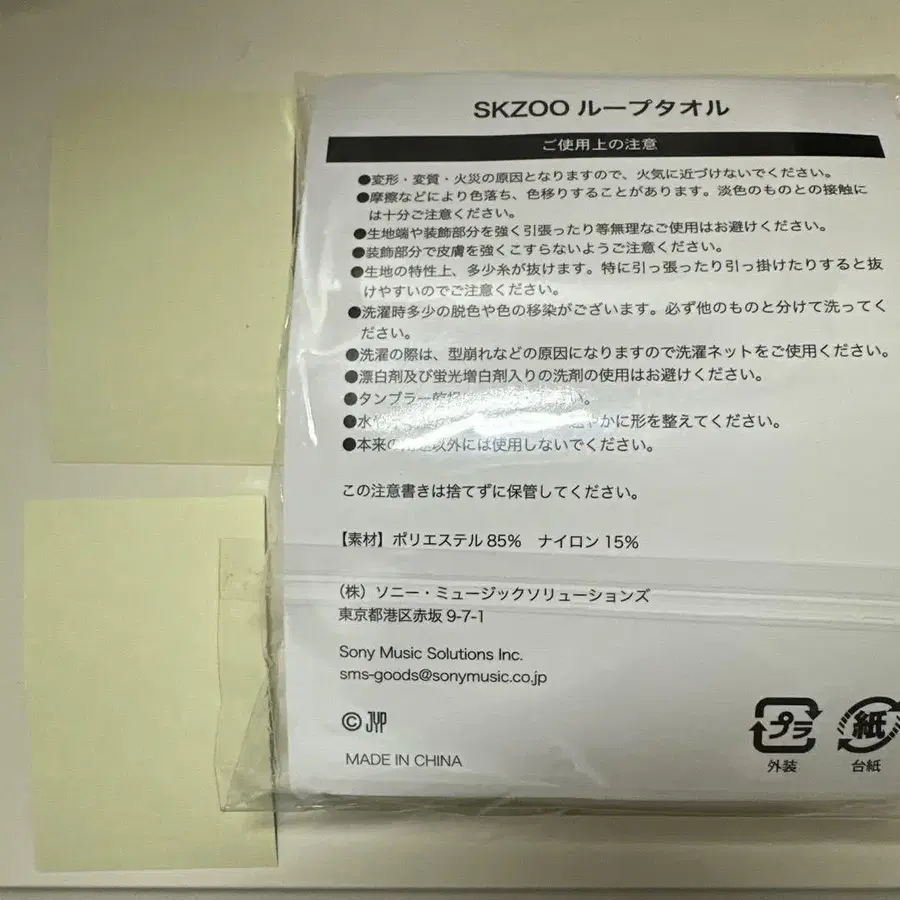 SKZOO ループタオル
ご使用上の注意
●変形・変質・火災の原因となりますので、火気に近づけないでください。
●摩擦などにより色落ち、色移りすることがあります。淡色のものとの接触に
は十分ご注意ください。
●生地端や装飾部分を強く引張ったり等無理なご使用はお避けください。
●装飾部分で皮膚を強くこすらないようご注意ください。
●生地の特性上、多少糸が抜けます。特に引っ張ったり引っ掛けたりすると抜
けやすいのでご注意ください。
●洗濯時多少の脱色や色の移染がございます。必ず他のものと分けて洗ってく
ださい。
●洗濯の際は、型崩れなどの原因になりますので洗濯ネットをご使用ください。
●漂白剤及び蛍光増白剤入りの洗剤の使用はお避けください。
●タンブラー乾燥
●水や やかに形を整えてください。
●本来の用途以外には使用しないでください。
この注意書きは捨てずに保管してください。
【素材】ポリエステル 85% ナイロン 15%
（株）ソニー・ミュージックソリューションズ
東京都港区赤坂 9-7-1
Sony Music Solutions Inc.
sms-goods@sonymusic.co.jp
© JYP
MADE IN CHINA
プラ 紙
外装 台紙